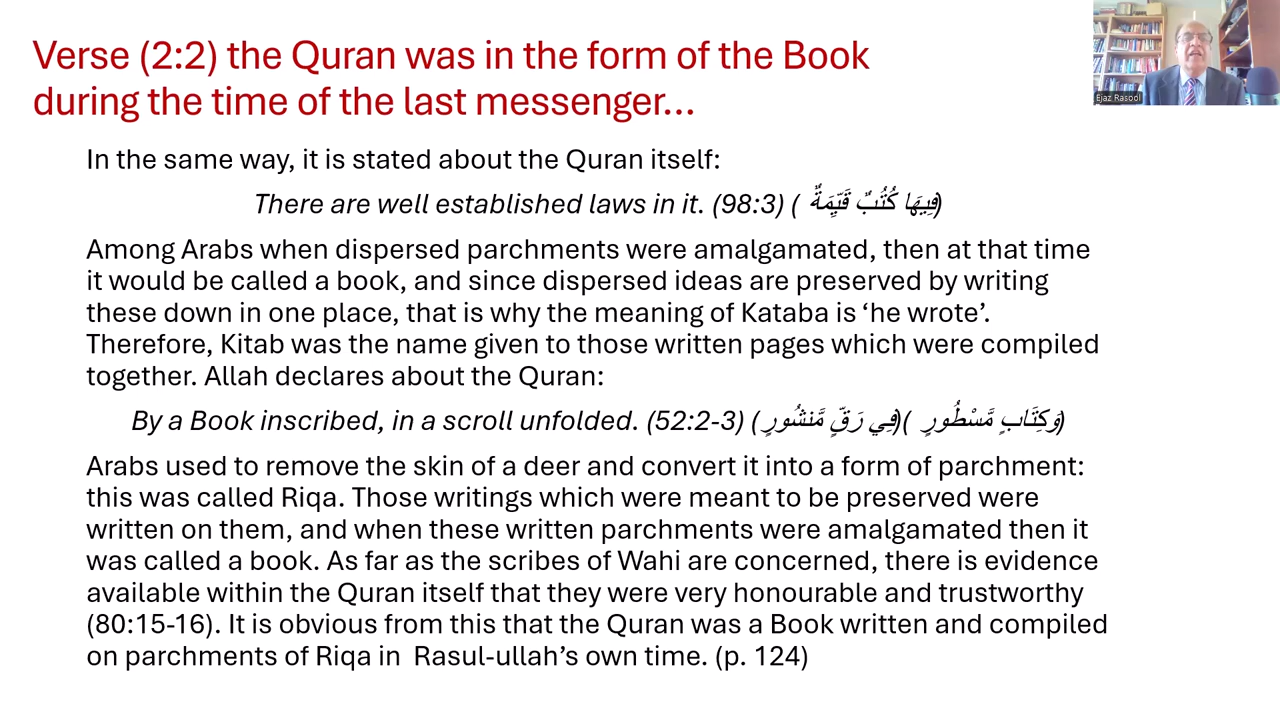 Verse (2:2) the Quran was in the form of the Book
during the time of the last messenger...
Ejaz Rasool
In the same way, it is stated about the Quran itself:
There are well established laws in it. (98:3) ( فِيهَا كُتُبٌ قَيِّمَةٌ)
Among Arabs when dispersed parchments were amalgamated, then at that time
it would be called a book, and since dispersed ideas are preserved by writing
these down in one place, that is why the meaning of Kataba is ‘he wrote’.
Therefore, Kitab was the name given to those written pages which were compiled
together. Allah declares about the Quran:
By a Book inscribed, in a scroll unfolded. (52:2-3) (وَكِتَابٍ مَّسْطُورٍ )(فِي رَقٍّ مَّنشُورٍ)
Arabs used to remove the skin of a deer and convert it into a form of parchment:
this was called Riqa. Those writings which were meant to be preserved were
written on them, and when these written parchments were amalgamated then it
was called a book. As far as the scribes of Wahi are concerned, there is evidence
available within the Quran itself that they were very honourable and trustworthy
(80:15-16). It is obvious from this that the Quran was a Book written and compiled
on parchments of Riqa in  Rasul-ullah’s own time. (p. 124)